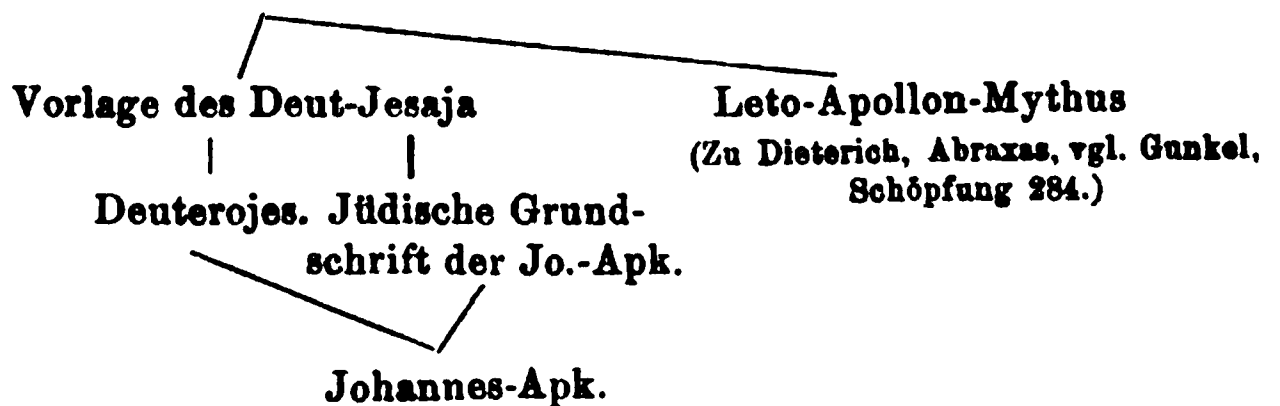 Vorlage des Deut-Jesaja
Leto-Apollon-Mythus
(Zu Dieterich, Abraxas, vgl. Gunkel,
Schöpfung 284.)
Deuterojes. Jüdische Grund-
schrift der Jo.-Apk.
Johannes-Apk.